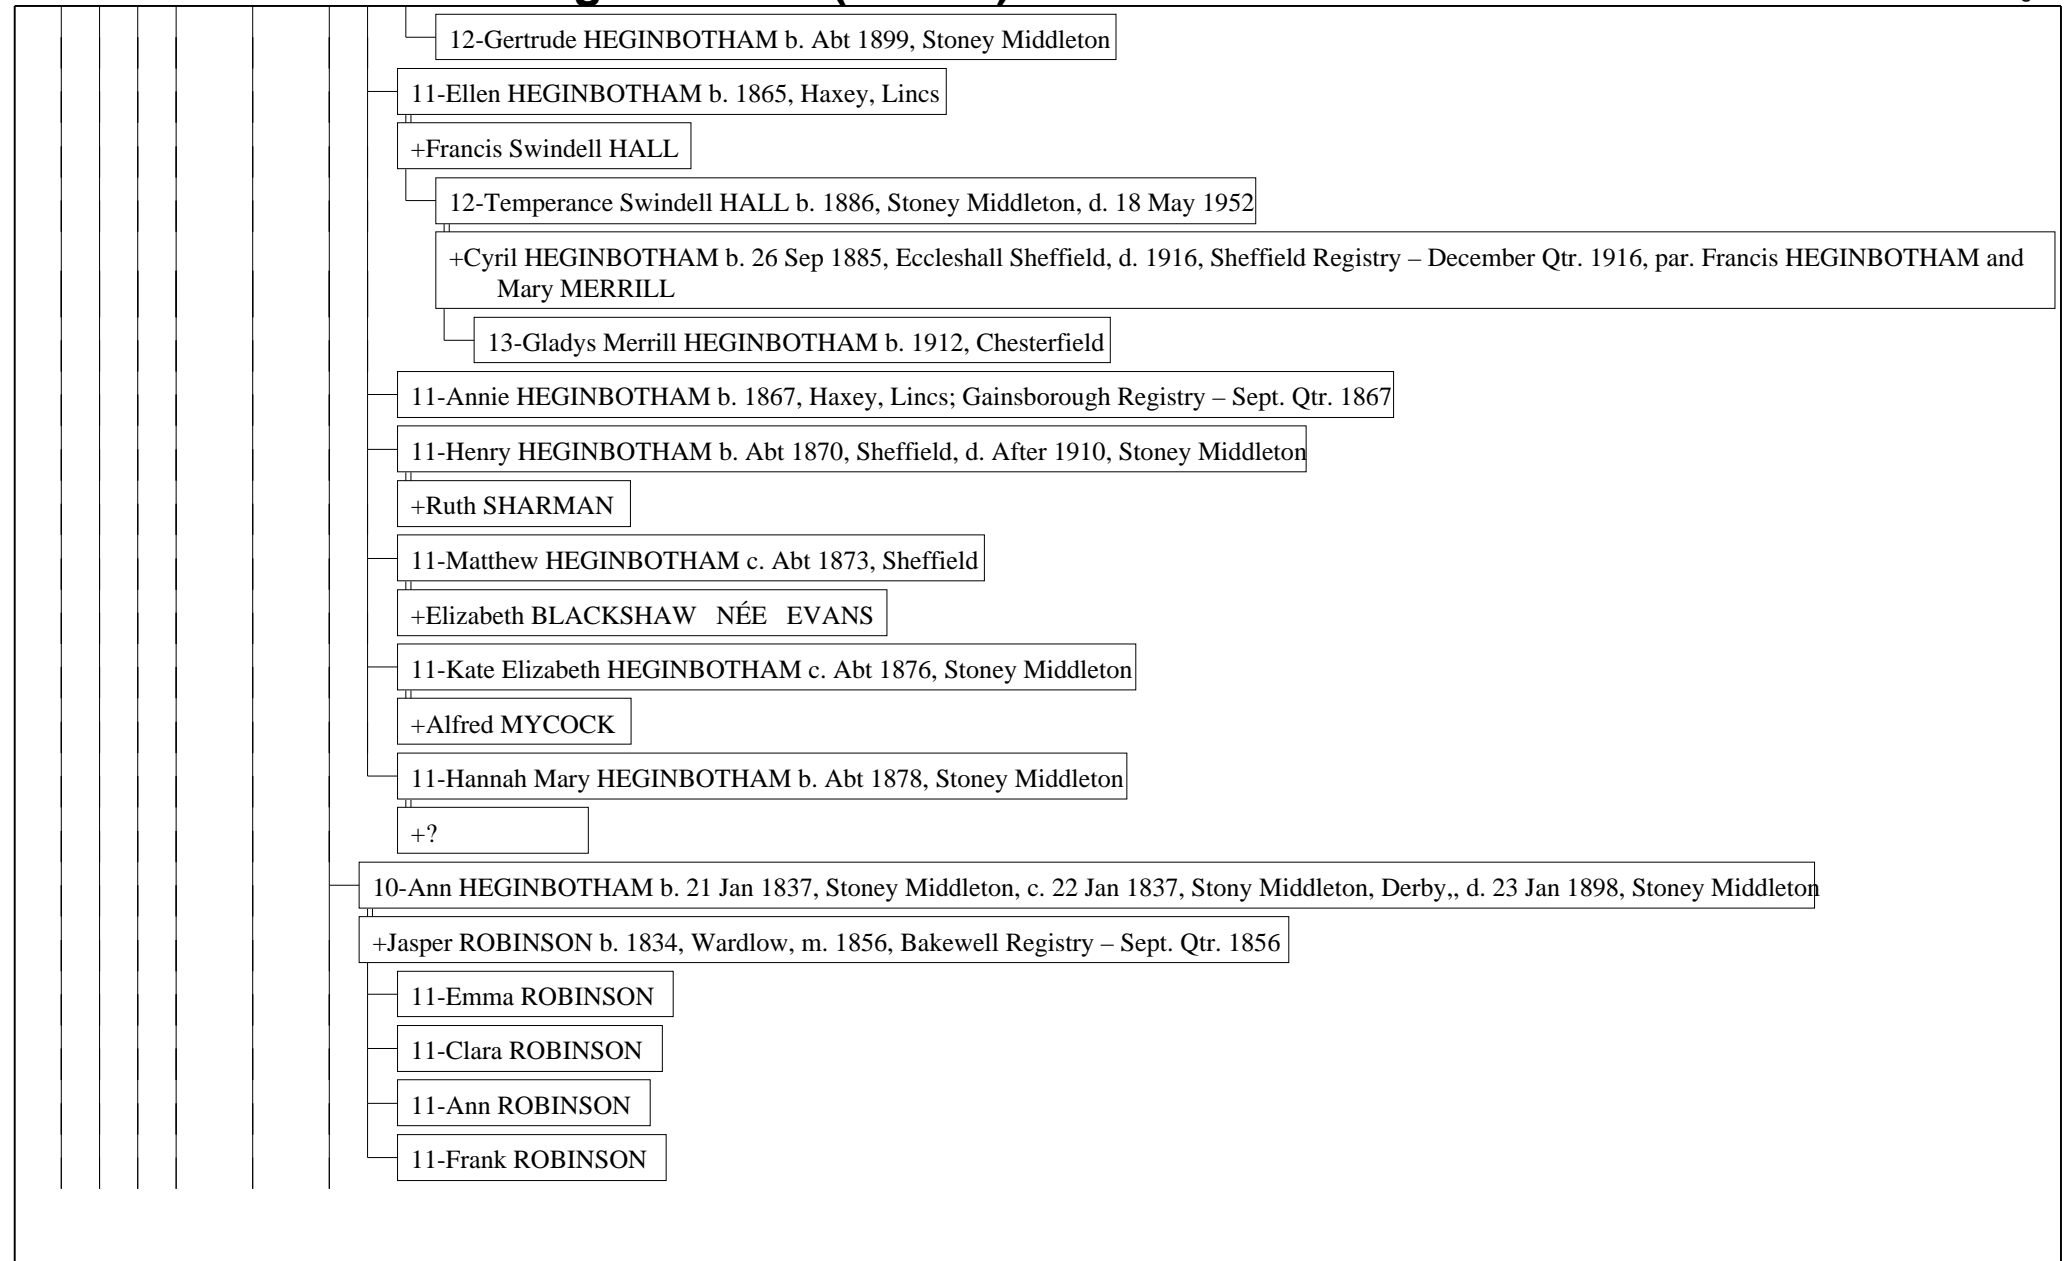 12-Gertrude HEGINBOTHAM b. Abt 1899, Stoney Middleton
11-Ellen HEGINBOTHAM b. 1865, Haxey, Lincs
+Francis Swindell HALL
12-Temperance Swindell HALL b. 1886, Stoney Middleton, d. 18 May 1952
+Cyril HEGINBOTHAM b. 26 Sep 1885, Eccleshall Sheffield, d. 1916, Sheffield Registry – December Qtr. 1916, par. Francis HEGINBOTHAM and
Mary MERRILL
13-Gladys Merrill HEGINBOTHAM b. 1912, Chesterfield
11-Annie HEGINBOTHAM b. 1867, Haxey, Lincs; Gainsborough Registry – Sept. Qtr. 1867
11-Henry HEGINBOTHAM b. Abt 1870, Sheffield, d. After 1910, Stoney Middleton
+Ruth SHARMAN
11-Matthew HEGINBOTHAM c. Abt 1873, Sheffield
+Elizabeth BLACKSHAW NÉE EVANS
11-Kate Elizabeth HEGINBOTHAM c. Abt 1876, Stoney Middleton
+Alfred MYCOCK
11-Hannah Mary HEGINBOTHAM b. Abt 1878, Stoney Middleton
+?
10-Ann HEGINBOTHAM b. 21 Jan 1837, Stoney Middleton, c. 22 Jan 1837, Stony Middleton, Derby,, d. 23 Jan 1898, Stoney Middleton
+Jasper ROBINSON b. 1834, Wardlow, m. 1856, Bakewell Registry – Sept. Qtr. 1856
11-Emma ROBINSON
11-Clara ROBINSON
11-Ann ROBINSON
11-Frank ROBINSON